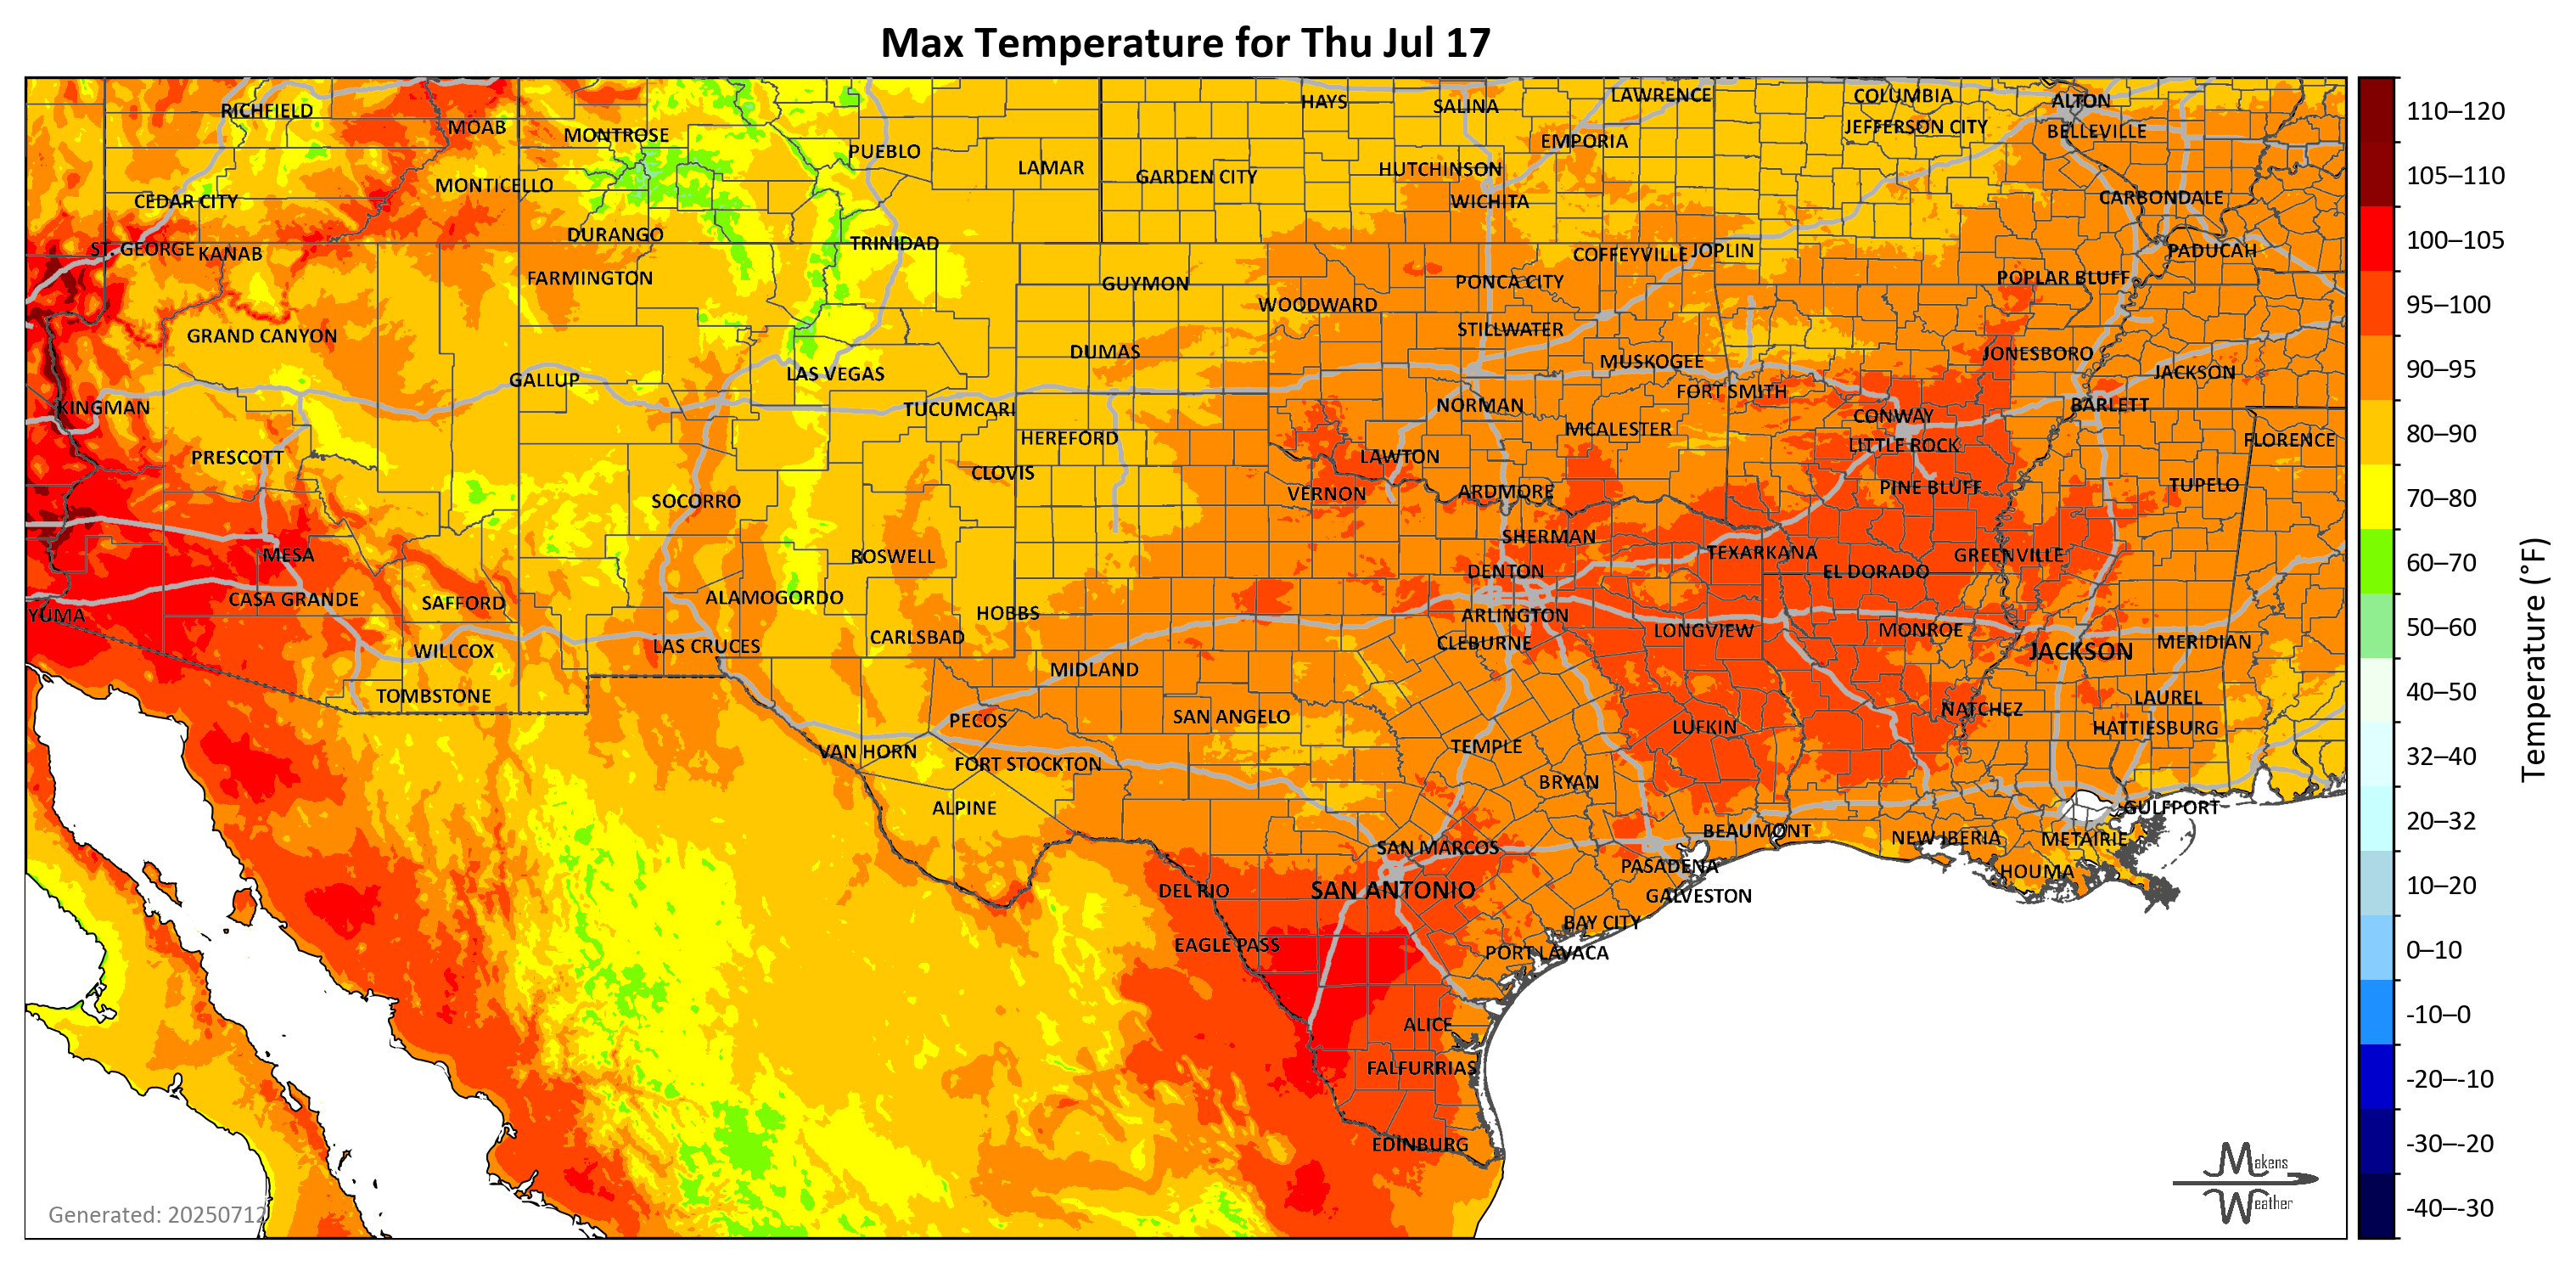 Max Temperature for Thu Jul 17
HAYS
SALINA
LAWRENCE
COLUMBIA
ALTON
RICHFIELD
MOAB
MONTROSE
PUEBLO
EMPORIA
JEFFERSON CITY
BELLEVILLE
LAMAR
GARDEN CITY
HUTCHINSON
MONTICELLO
CEDAR CITY
WICHITA
CARBONDALE
DURANGO
TRINIDAD
ST. GEORGE
KANAB
COFFEYVILLE
JOPLIN
PADUCAH
FARMINGTON
GUYMON
PONCA CITY
POPLAR BLUFF
WOODWARD
GRAND CANYON
STILLWATER
DUMAS
MUSKOGEE
JONESBORO
GALLUP
LAS VEGAS
FORT SMITH
JACKSON
KINGMAN
TUCUMCARI
NORMAN
CONWAY
BARLETT
HEREFORD
MCALESTER
LITTLE ROCK
FLORENCE
PRESCOTT
CLOVIS
LAWTON
SOCORRO
VERNON
ARDMORE
PINE BLUFF
TUPELO
MESA
ROSWELL
SHERMAN
TEXARKANA
GREENVILLE
DENTON
EL DORADO
CASA GRANDE
SAFFORD
ALAMOGORDO
HOBBS
YUMA
ARLINGTON
WILLCOX
LAS CRUCES
CARLSBAD
CLEBURNE
LONGVIEW
MONROE
JACKSON
MERIDIAN
MIDLAND
TOMBSTONE
PECOS
SAN ANGELO
NATCHEZ
LAUREL
VAN HORN
TEMPLE
LUFKIN
HATTIESBURG
FORT STOCKTON
BRYAN
ALPINE
GULFPORT
SAN MARCOS
BEAUMONT
NEW IBERIA
METAIRIE
DEL RIO
SAN ANTONIO
PASADENA
HOUMA
GALVESTON
EAGLE PASS
BAY CITY
PORT LAVACA
ALICE
FALFURRIAS
EDINBURG
110–120
105–110
100–105
95–100
90–95
80–90
70–80
60–70
50–60
40–50
32–40
20–32
10–20
0–10
-10–0
-20–-10
-30–-20
-40–-30
Temperature (°F)
Generated: 20250712
Makens
Weather